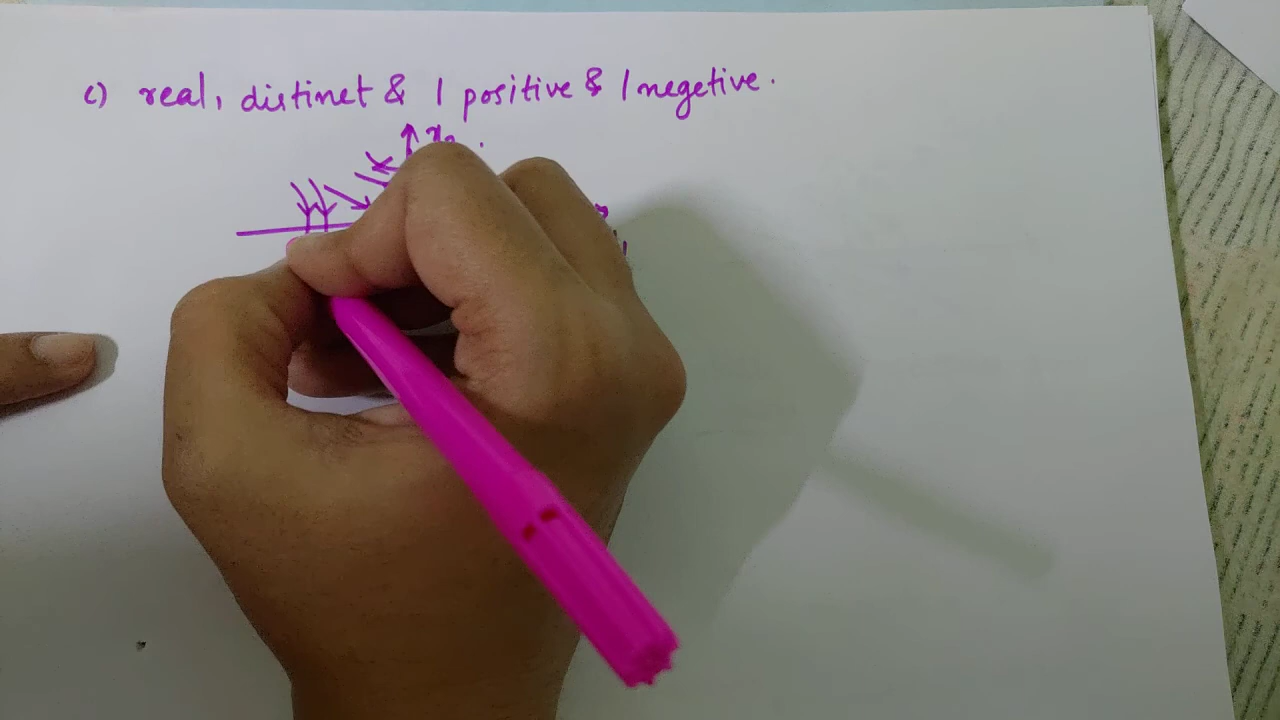 c) real, distinct & 1 positive & 1 negetive.